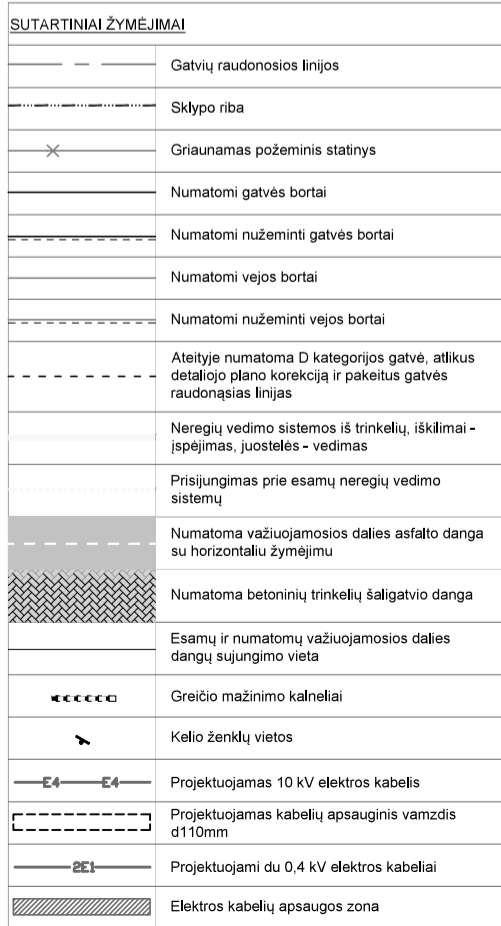 SUTARTINIAI ŽYMĖJIMAI
Gatvių raudonosios linijos
Sklypo riba
Griaunamas požeminis statinys
Numatomi gatvės bortai
Numatomi nužeminti gatvės bortai
Numatomi vejos bortai
Numatomi nužeminti vejos bortai
Ateityje numatoma D kategorijos gatvė, atlikus
detaliojo plano korekciją ir pakeitus gatvės
raudonąsias linijas
Neregių vedimo sistemos iš trinkelių, iškilimai -
įspėjimas, juostelės - vedimas
Prisijungimas prie esamų neregių vedimo
sistemų
Numatoma važiuojamosios dalies asfalto danga
su horizontaliu žymėjimu
Numatoma betoninių trinkelių šaligatvio danga
Esamų ir numatomų važiuojamosios dalies
dangų sujungimo vieta
Greičio mažinimo kalneliai
Kelio ženklų vietos
E4 E4 Projektuojamas 10 kV elektros kabelis
Projektuojamas kabelių apsauginis vamzdis
d110mm
2E1 Projektuojami du 0,4 kV elektros kabeliai
Elektros kabelių apsaugos zona